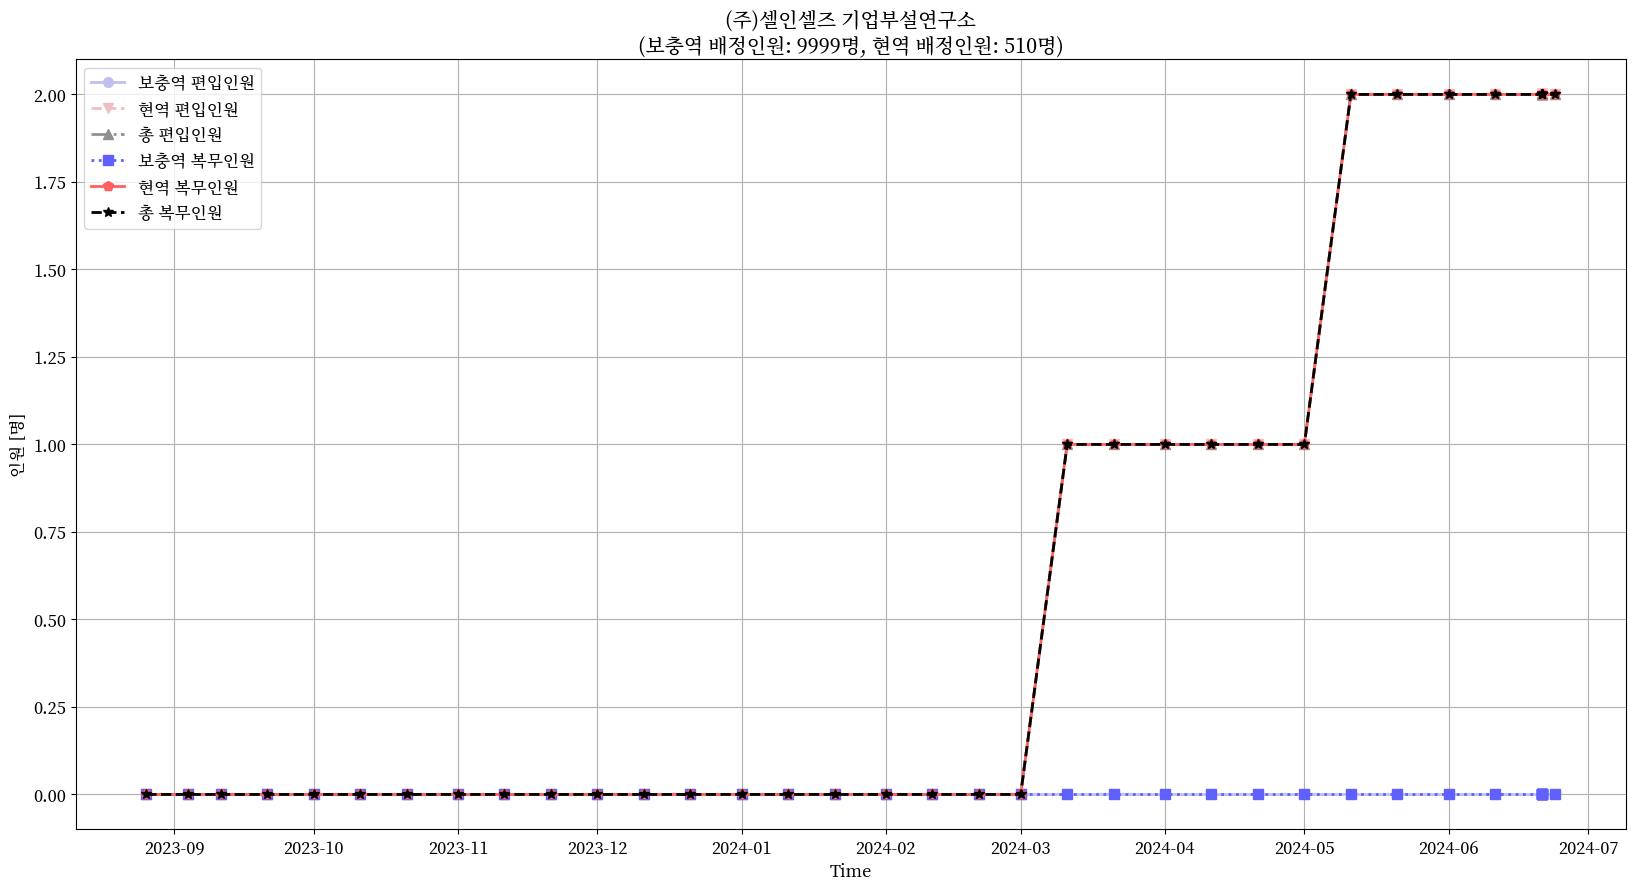 (주)셀인셀즈 기업부설연구소
(보충역 배정인원: 9999명, 현역 배정인원: 510명)
보충역 편입인원
현역 편입인원
총 편입인원
보충역 복무인원
현역 복무인원
총 복무인원
2.00
1.75
1.50
1.25
1.00
0.75
0.50
0.25
0.00
인원 [명]
2023-09 2023-10 2023-11 2023-12 2024-01 2024-02 2024-03 2024-04 2024-05 2024-06 2024-07
Time